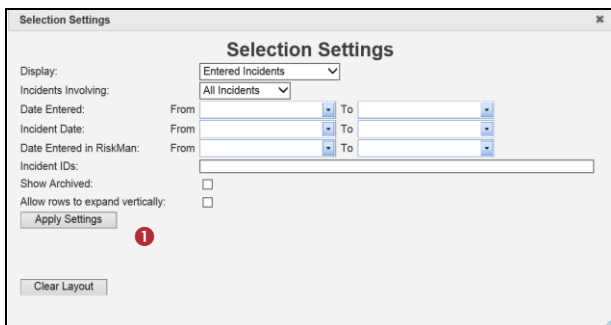 Selection Settings
Selection Settings
Display: Entered Incidents
Incidents Involving: All Incidents
Date Entered: From To
Incident Date: From To
Date Entered in RiskMan: From To
Incident IDs:
Show Archived:
Allow rows to expand vertically:
Apply Settings
1
Clear Layout